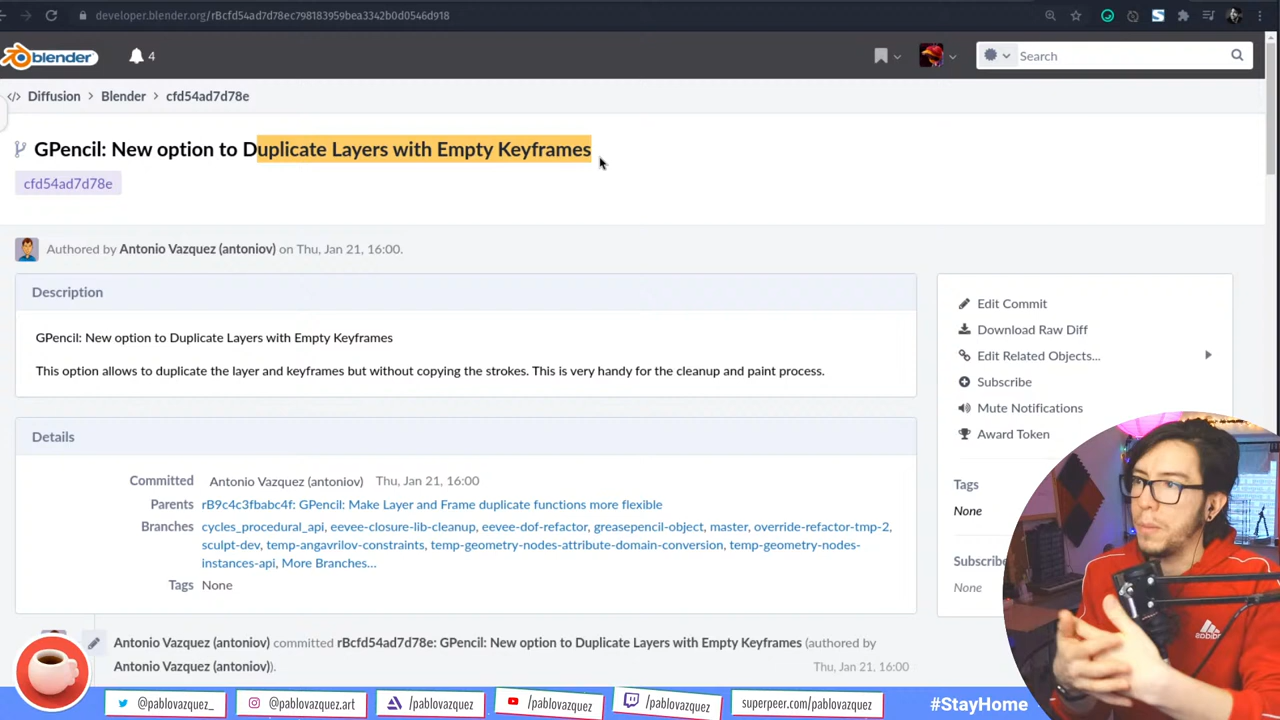 developer.blender.org/rBcfd54ad7d78ec798183959bea3342b0d0546d918
blender
4
Search
Diffusion > Blender > cfd54ad7d78e
GPencil: New option to Duplicate Layers with Empty Keyframes
cfd54ad7d78e
Authored by Antonio Vazquez (antoniov) on Thu, Jan 21, 16:00.
Description
GPencil: New option to Duplicate Layers with Empty Keyframes
This option allows to duplicate the layer and keyframes but without copying the strokes. This is very handy for the cleanup and paint process.
Edit Commit
Download Raw Diff
Edit Related Objects...
Subscribe
Mute Notifications
Award Token
Tags
None
Subscribe
None
Details
Committed Antonio Vazquez (antoniov) Thu, Jan 21, 16:00
Parents rB9c4c3fbabc4f: GPencil: Make Layer and Frame duplicate functions more flexible
Branches cycles_procedural_api, eevee-closure-lib-cleanup, eevee-dof-refactor, greasepencil-object, master, override-refactor-tmp-2,
sculpt-dev, temp-angavrilov-constraints, temp-geometry-nodes-attribute-domain-conversion, temp-geometry-nodes-
instances-api, More Branches...
Tags None
Antonio Vazquez (antoniov) committed rBcfd54ad7d78e: GPencil: New option to Duplicate Layers with Empty Keyframes (authored by
Antonio Vazquez (antoniov)).
Thu, Jan 21, 16:00
adidas
@pablovazquez_
@pablovazquez.art
/pablovazquez
/pablovazquez
/pablovazquez
superpeer.com/pablovazquez
#StayHome